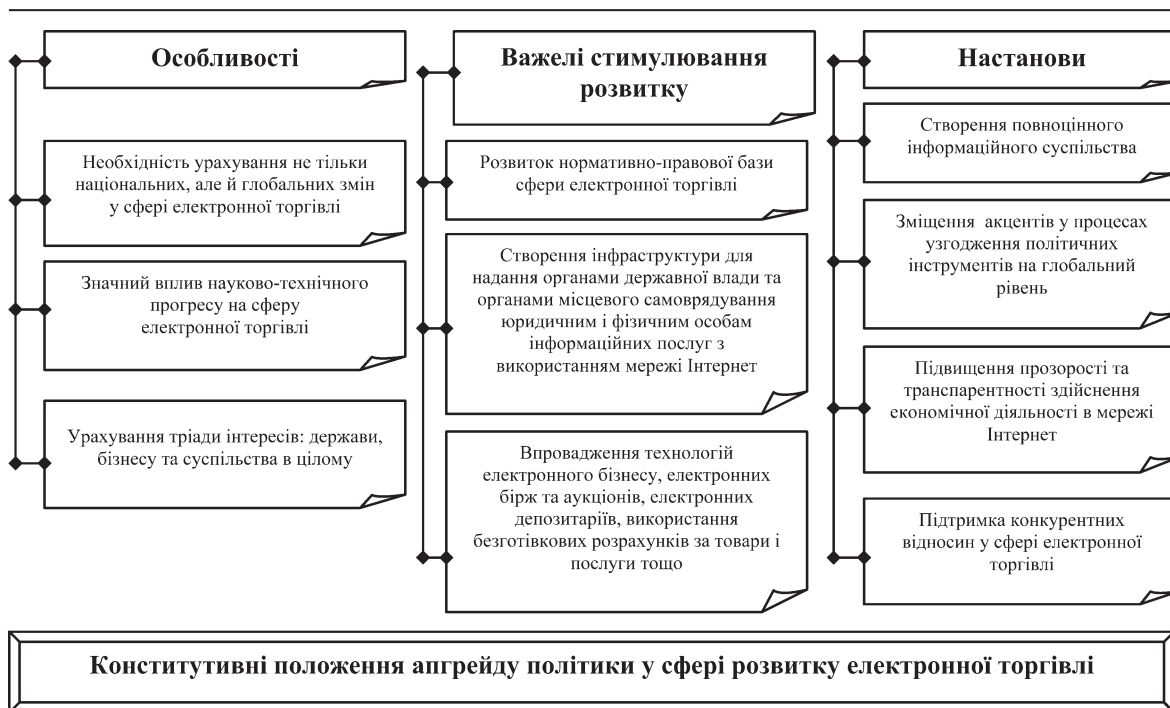 Особливості
Необхідність урахування не тільки
національних, але й глобальних змін
у сфері електронної торгівлі
Значний вплив науково-технічного
прогресу на сферу
електронної торгівлі
Урахування тріади інтересів: держави,
бізнесу та суспільства в цілому
Важелі стимулювання
розвитку
Розвиток нормативно-правової бази
сфери електронної торгівлі
Створення інфраструктури для
надання органами державної влади та
органами місцевого самоврядування
юридичним і фізичним особам
інформаційних послуг з
використанням мережі Інтернет
Впровадження технологій
електронного бізнесу, електронних
бірж та аукціонів, електронних
депозитаріїв, використання
безготівкових розрахунків за товари і
послуги тощо
Настанови
Створення повноцінного
інформаційного суспільства
Зміщення акцентів у процесах
узгодження політичних
інструментів на глобальний
рівень
Підвищення прозорості та
транспарентності здійснення
економічної діяльності в мережі
Інтернет
Підтримка конкурентних
відносин у сфері електронної
торгівлі
Конститутивні положення апгрейду політики у сфері розвитку електронної торгівлі